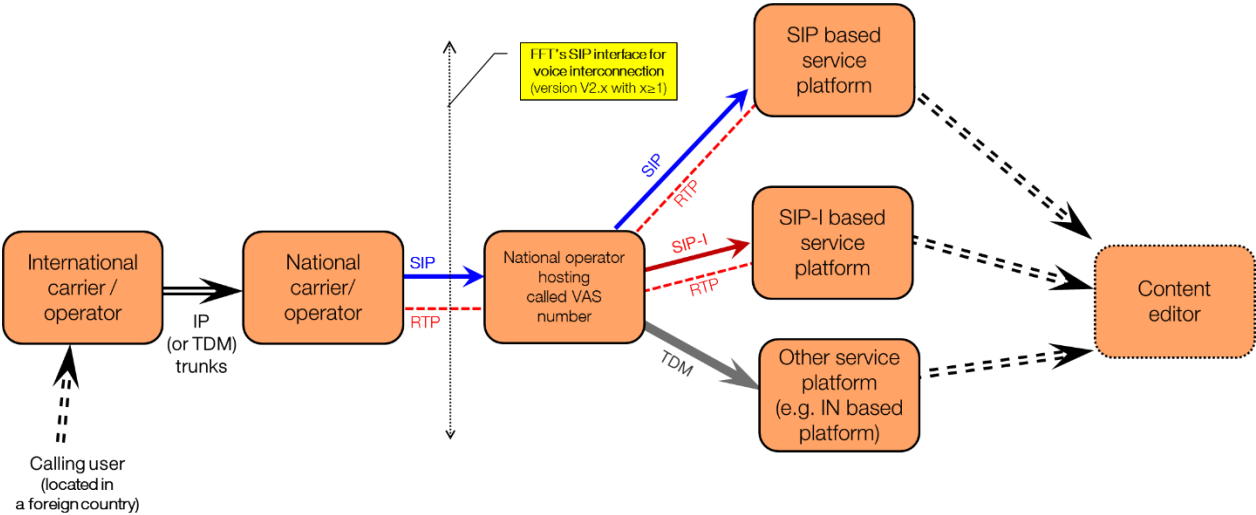 FFT's SIP interface for
voice interconnection
(version V2.x with x≥1)
SIP based
service
platform
SIP
RTP
SIP-I based
service
platform
SIP-I
RTP
International
carrier /
operator
National
carrier/
operator
SIP
RTP
National operator
hosting
called VAS
number
Content
editor
IP
(or TDM)
trunks
TDM
Other service
platform
(e.g. IN based
platform)
Calling user
(located in
a foreign country)